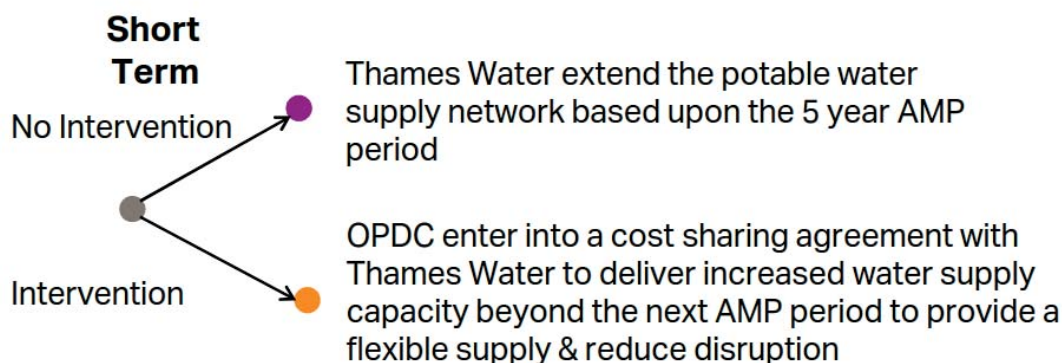 Short
Term
No Intervention
Thames Water extend the potable water
supply network based upon the 5 year AMP
period
Intervention
OPDC enter into a cost sharing agreement with
Thames Water to deliver increased water supply
capacity beyond the next AMP period to provide a
flexible supply & reduce disruption